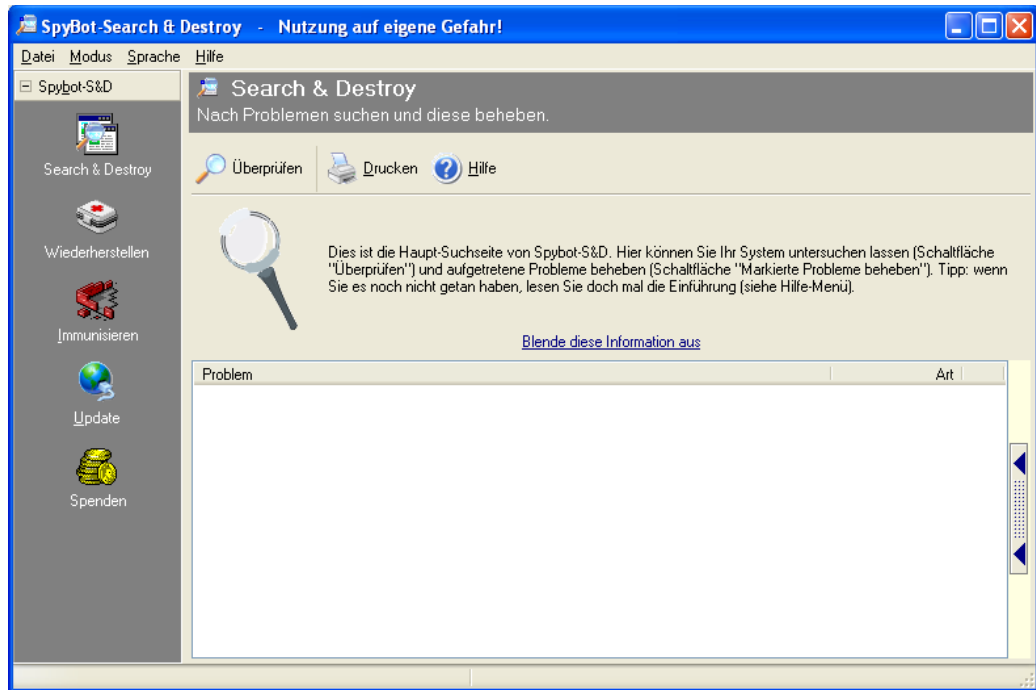 SpyBot-Search & Destroy - Nutzung auf eigene Gefahr!
Datei Modus Sprache Hilfe
Spybot-S&D
Search & Destroy
Wiederherstellen
Immunisieren
Update
Spenden
Search & Destroy
Nach Problemen suchen und diese beheben.
Überprüfen Drucken Hilfe
Dies ist die Haupt-Suchseite von Spybot-S&D. Hier können Sie Ihr System untersuchen lassen (Schaltfläche
"Überprüfen") und aufgetretene Probleme beheben (Schaltfläche "Markierte Probleme beheben"). Tipp: wenn
Sie es noch nicht getan haben, lesen Sie doch mal die Einführung (siehe Hilfe-Menü).
Blende diese Information aus
Problem Art